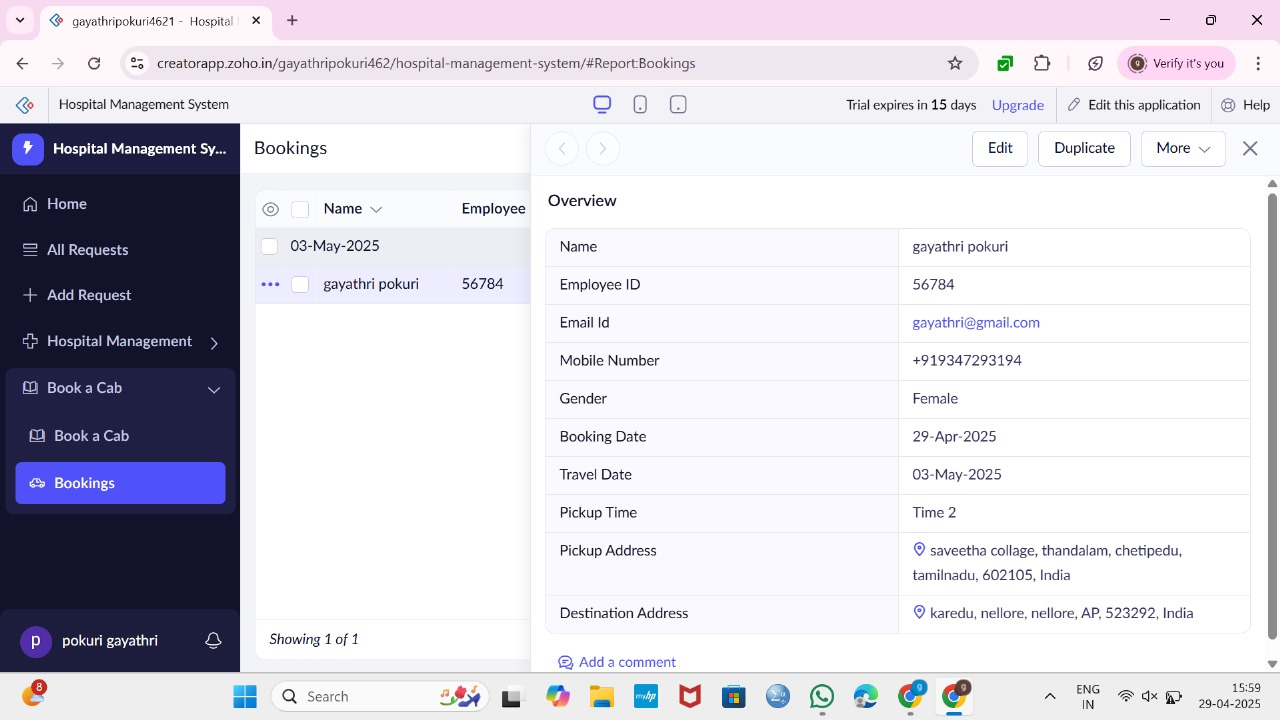 gayathripokuri4621 - Hospital
creatorapp.zoho.in/gayathripokuri462/hospital-management-system/#Report:Bookings
g
Verify it's you
Hospital Management System
Trial expires in 15 days
Upgrade
Edit this application
Help
Hospital Management Sy...
Home
All Requests
Add Request
Hospital Management
Book a Cab
Book a Cab
Bookings
p
pokuri gayathri
Bookings
Name
Employee
03-May-2025
gayathri pokuri
56784
Showing 1 of 1
Edit
Duplicate
More
Overview
Name
gayathri pokuri
Employee ID
56784
Email Id
gayathri@gmail.com
Mobile Number
+919347293194
Gender
Female
Booking Date
29-Apr-2025
Travel Date
03-May-2025
Pickup Time
Time 2
Pickup Address
saveetha collage, thandalam, chetipedu,
tamilnadu, 602105, India
Destination Address
karedu, nellore, nellore, AP, 523292, India
Add a comment
8
Search
myhp
g
g
ENG
IN
15:59
29-04-2025